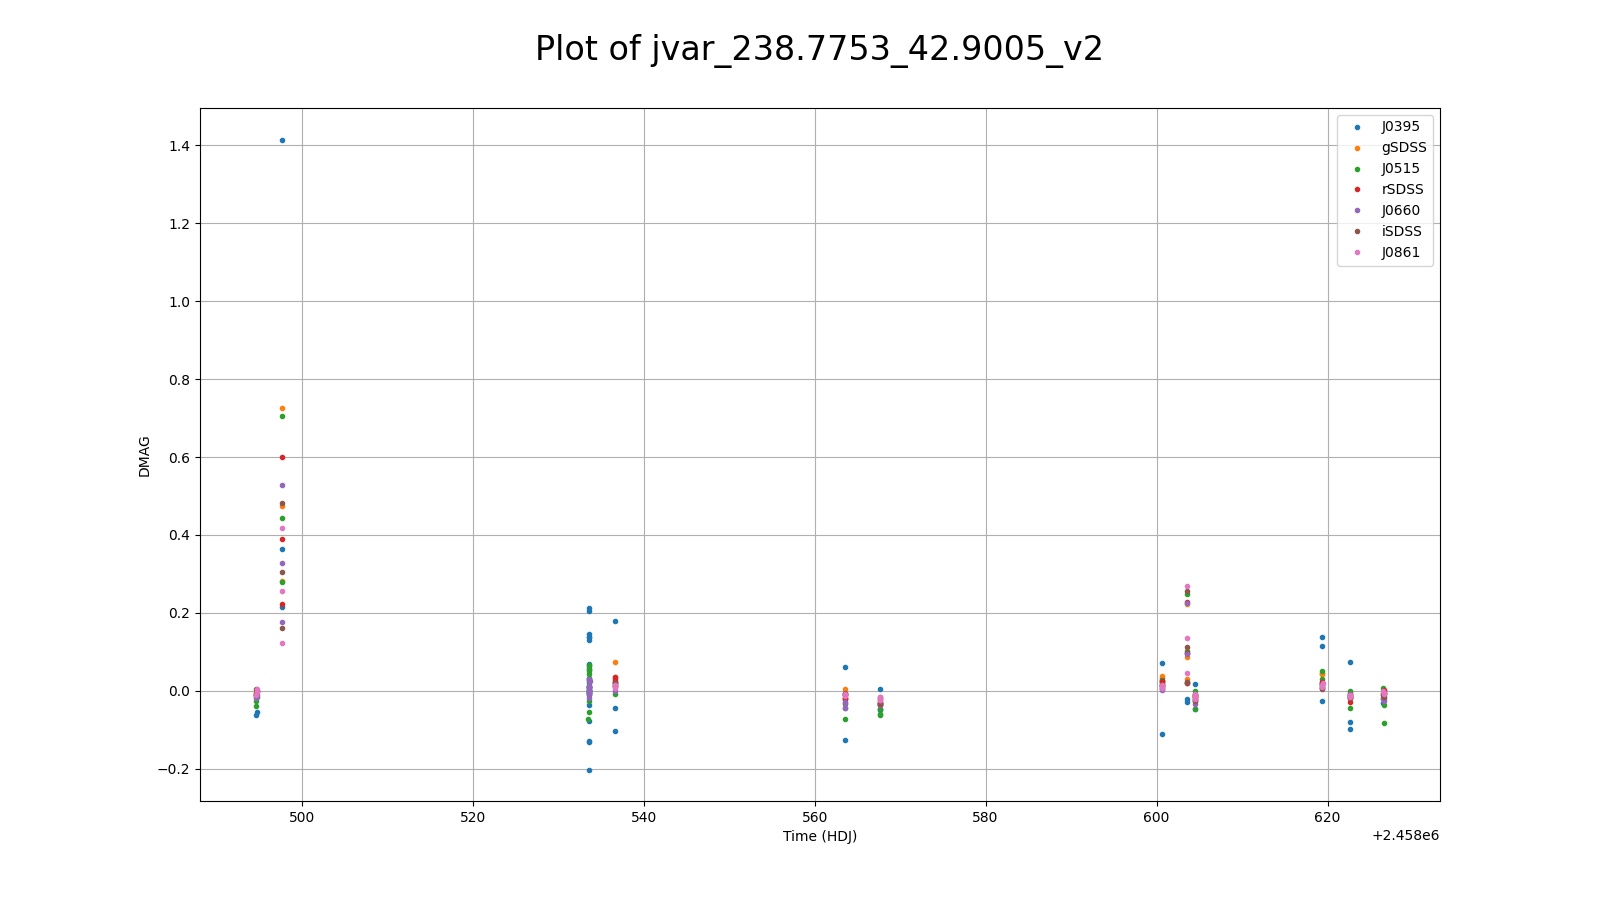 Plot of jvar_238.7753_42.9005_v2
1.4
1.2
1.0
0.8
0.6
0.4
0.2
0.0
−0.2
DMAG
J0395
gSDSS
J0515
rSDSS
J0660
iSDSS
J0861
500 520 540 560 580 600 620
Time (HDJ)
+2.458e6